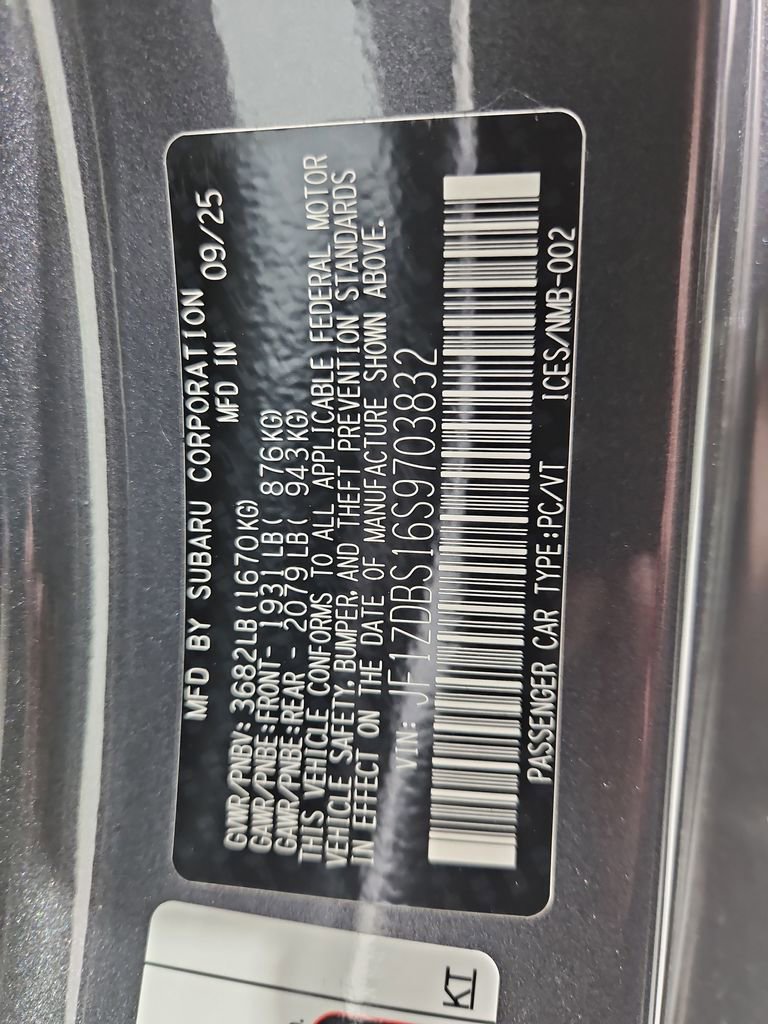 MFD BY SUBARU CORPORATION
MFD IN 09/25
GVWR/PNBV: 3682LB(1670KG)
GAWR/PNBE:FRONT- 1931LB( 876KG)
GAWR/PNBE:REAR - 2079LB( 943KG)
THIS VEHICLE CONFORMS TO ALL APPLICABLE FEDERAL MOTOR
VEHICLE SAFETY,BUMPER,AND THEFT PREVENTION STANDARDS
IN EFFECT ON THE DATE OF MANUFACTURE SHOWN ABOVE.
VIN: JF1ZDBS16S9703832
PASSENGER CAR TYPE:PC/VT ICES/NMB-002
KI